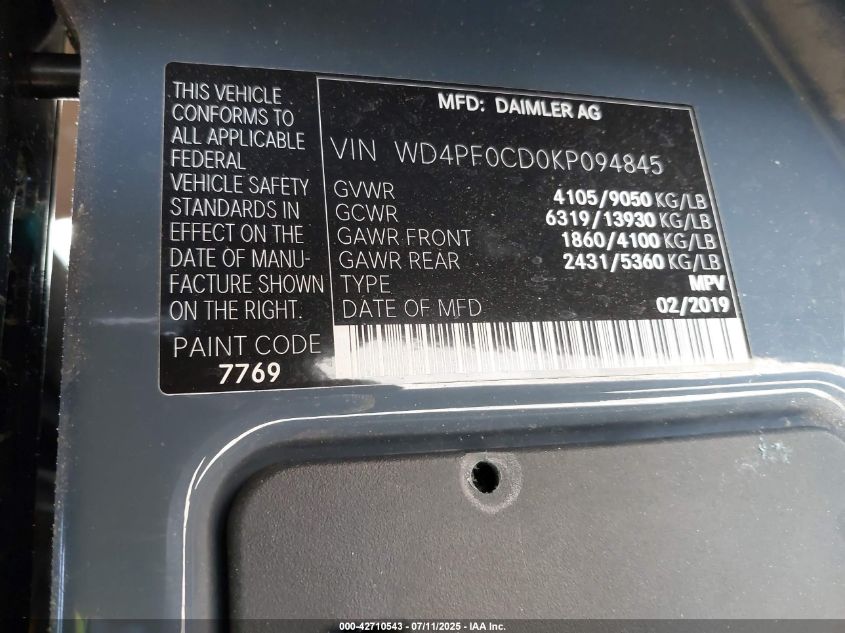 THIS VEHICLE
CONFORMS TO
ALL APPLICABLE
FEDERAL
VEHICLE SAFETY
STANDARDS IN
EFFECT ON THE
DATE OF MANU-
FACTURE SHOWN
ON THE RIGHT.
PAINT CODE
7769
MFD: DAIMLER AG
VIN WD4PF0CD0KP094845
GVWR 4105/9050 KG/LB
GCWR 6319/13930 KG/LB
GAWR FRONT 1860/4100 KG/LB
GAWR REAR 2431/5360 KG/LB
TYPE MPV
DATE OF MFD 02/2019
000-42710543 - 07/11/2025 - IAA Inc.